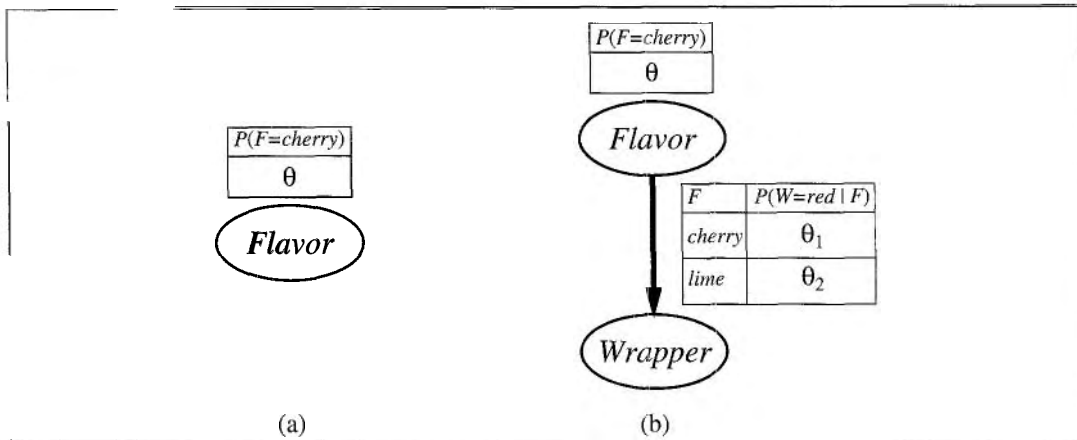 P(F=cherry)
θ
Flavor
(a)
P(F=cherry)
θ
Flavor
F P(W=red | F)
cherry θ1
lime θ2
Wrapper
(b)